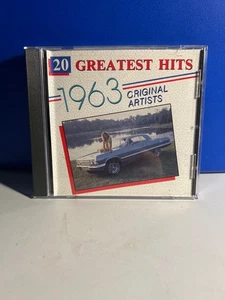 20 GREATEST HITS
1963
ORIGINAL
ARTISTS